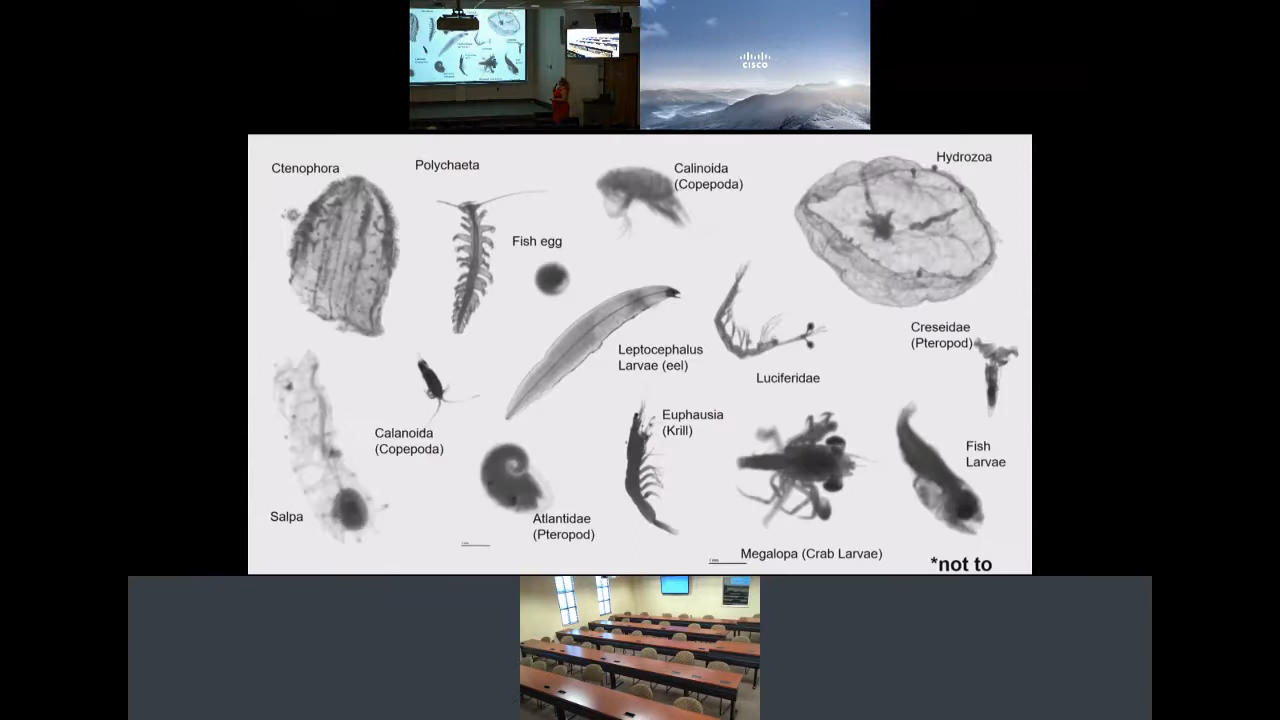 CISCO
Ctenophora
Polychaeta
Calinoida
(Copepoda)
Hydrozoa
Fish egg
Leptocephalus
Larvae (eel)
Luciferidae
Creseidae
(Pteropod)
Calanoida
(Copepoda)
Euphausia
(Krill)
Fish
Larvae
Salpa
Atlantidae
(Pteropod)
Megalopa (Crab Larvae)
*not to